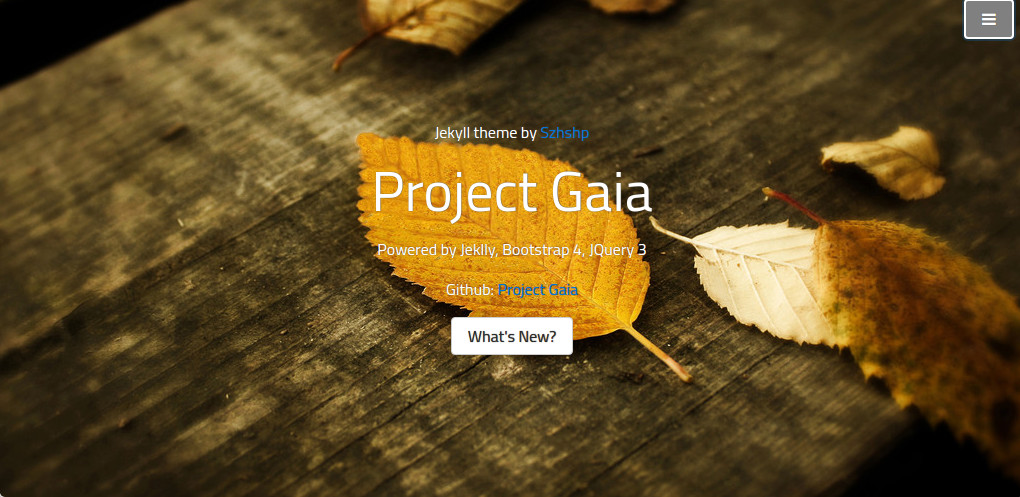 Jekyll theme by Szhshp
Project Gaia
Powered by Jeklly, Bootstrap 4, JQuery 3
Github: Project Gaia
What's New?